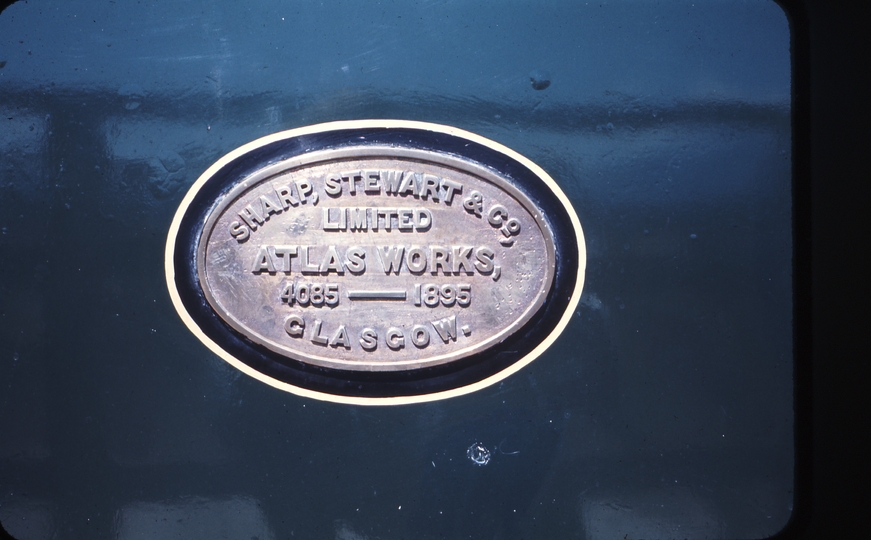 SHARP, STEWART & Co,
LIMITED
ATLAS WORKS,
4085 — 1895
GLASGOW.